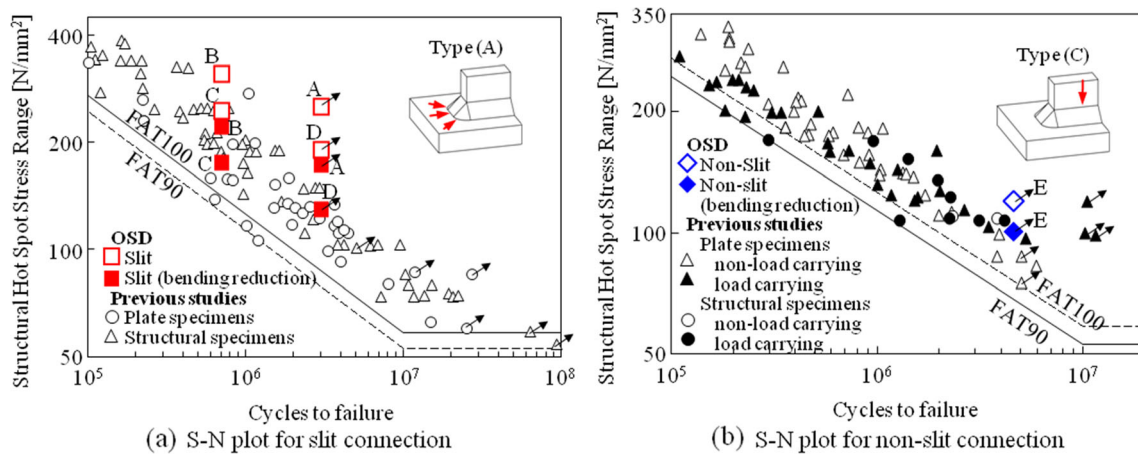 Structural Hot Spot Stress Range [N/mm²]
400
200
100
50
Type (A)
B
C
B
C
A
D
A
D
FAT100
FAT90
OSD
Slit
Slit (bending reduction)
Previous studies
Plate specimens
Structural specimens
10⁵
10⁶
10⁷
10⁸
Cycles to failure
(a) S-N plot for slit connection
Structural Hot Spot Stress Range [N/mm²]
350
200
100
50
Type (C)
OSD
Non-Slit
Non-slit
(bending reduction)
Previous studies
Plate specimens
non-load carrying
load carrying
Structural specimens
non-load carrying
load carrying
E
E
FAT100
FAT90
10⁵
10⁶
10⁷
Cycles to failure
(b) S-N plot for non-slit connection